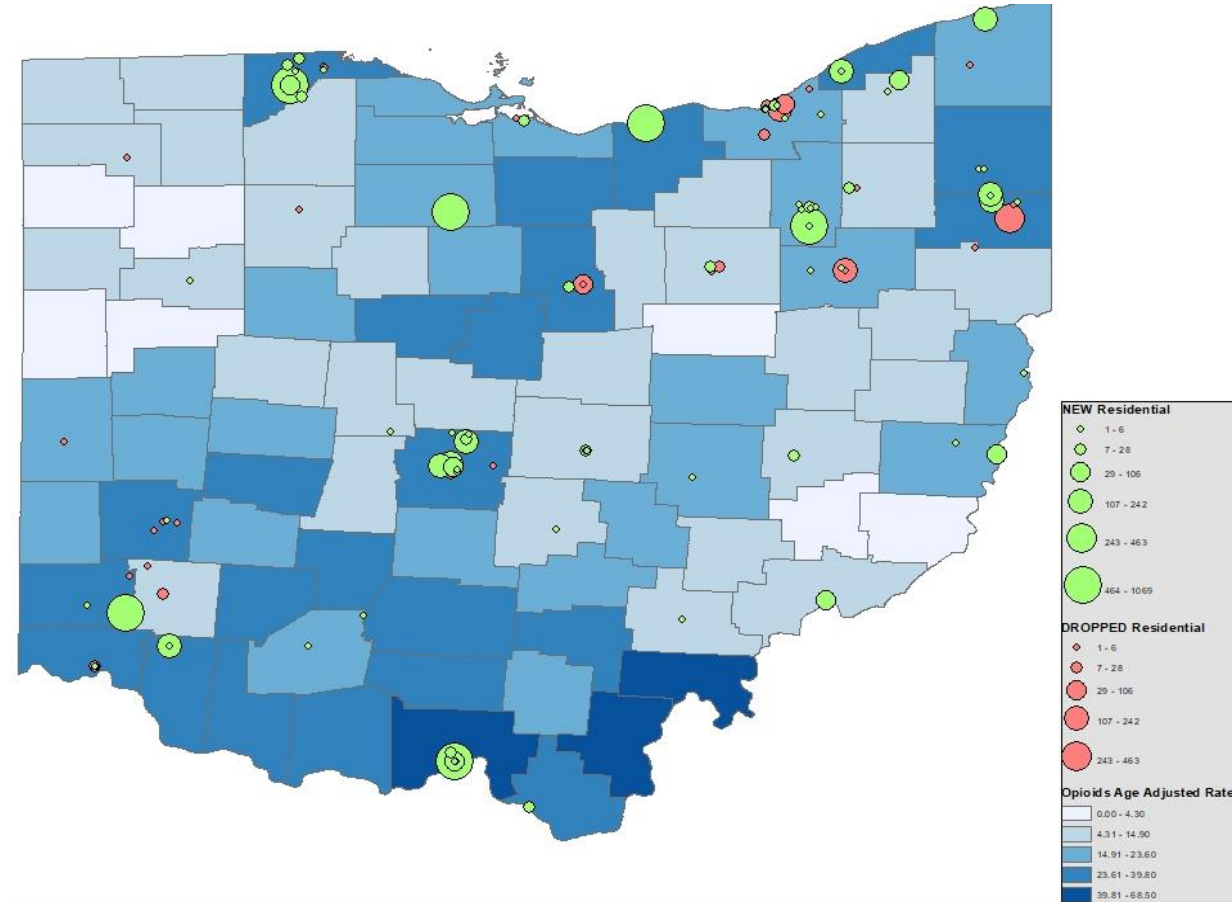 NEW Residential
1 - 6
7 - 28
29 - 106
107 - 242
243 - 463
464 - 1069
DROPPED Residential
1 - 6
7 - 28
29 - 106
107 - 242
243 - 463
Opioids Age Adjusted Rate
0.00 - 4.30
4.31 - 14.90
14.91 - 23.60
23.61 - 39.80
39.81 - 68.50